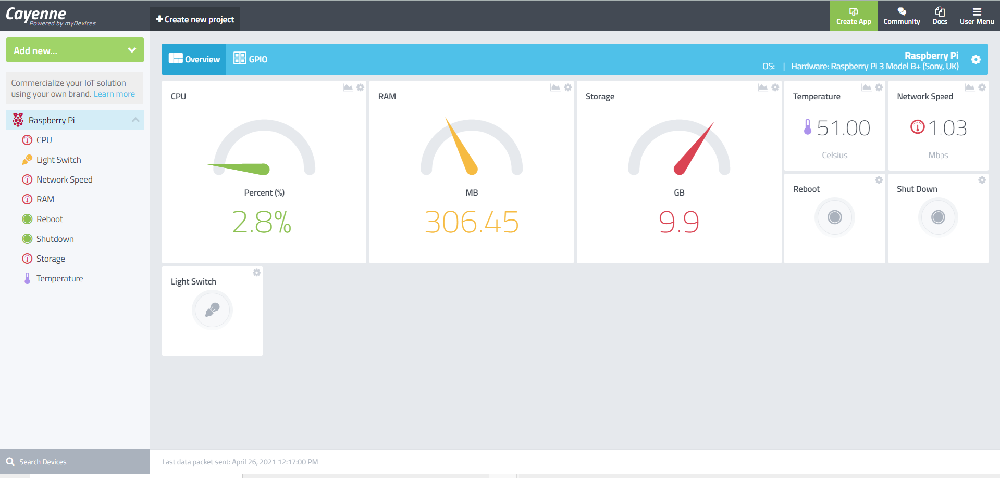 Cayenne
Powered by myDevices
Create new project
Create App
Community
Docs
User Menu
Add new...
Commercialize your IoT solution
using your own brand. Learn more
Raspberry Pi
CPU
Light Switch
Network Speed
RAM
Reboot
Shutdown
Storage
Temperature
Search Devices
Overview
GPIO
Raspberry Pi
OS: | Hardware: Raspberry Pi 3 Model B+ (Sony, UK)
CPU
Percent (%)
2.8%
RAM
MB
306.45
Storage
GB
9.9
Temperature
51.00
Celsius
Network Speed
1.03
Mbps
Reboot
Shut Down
Light Switch
Last data packet sent: April 26, 2021 12:17:00 PM